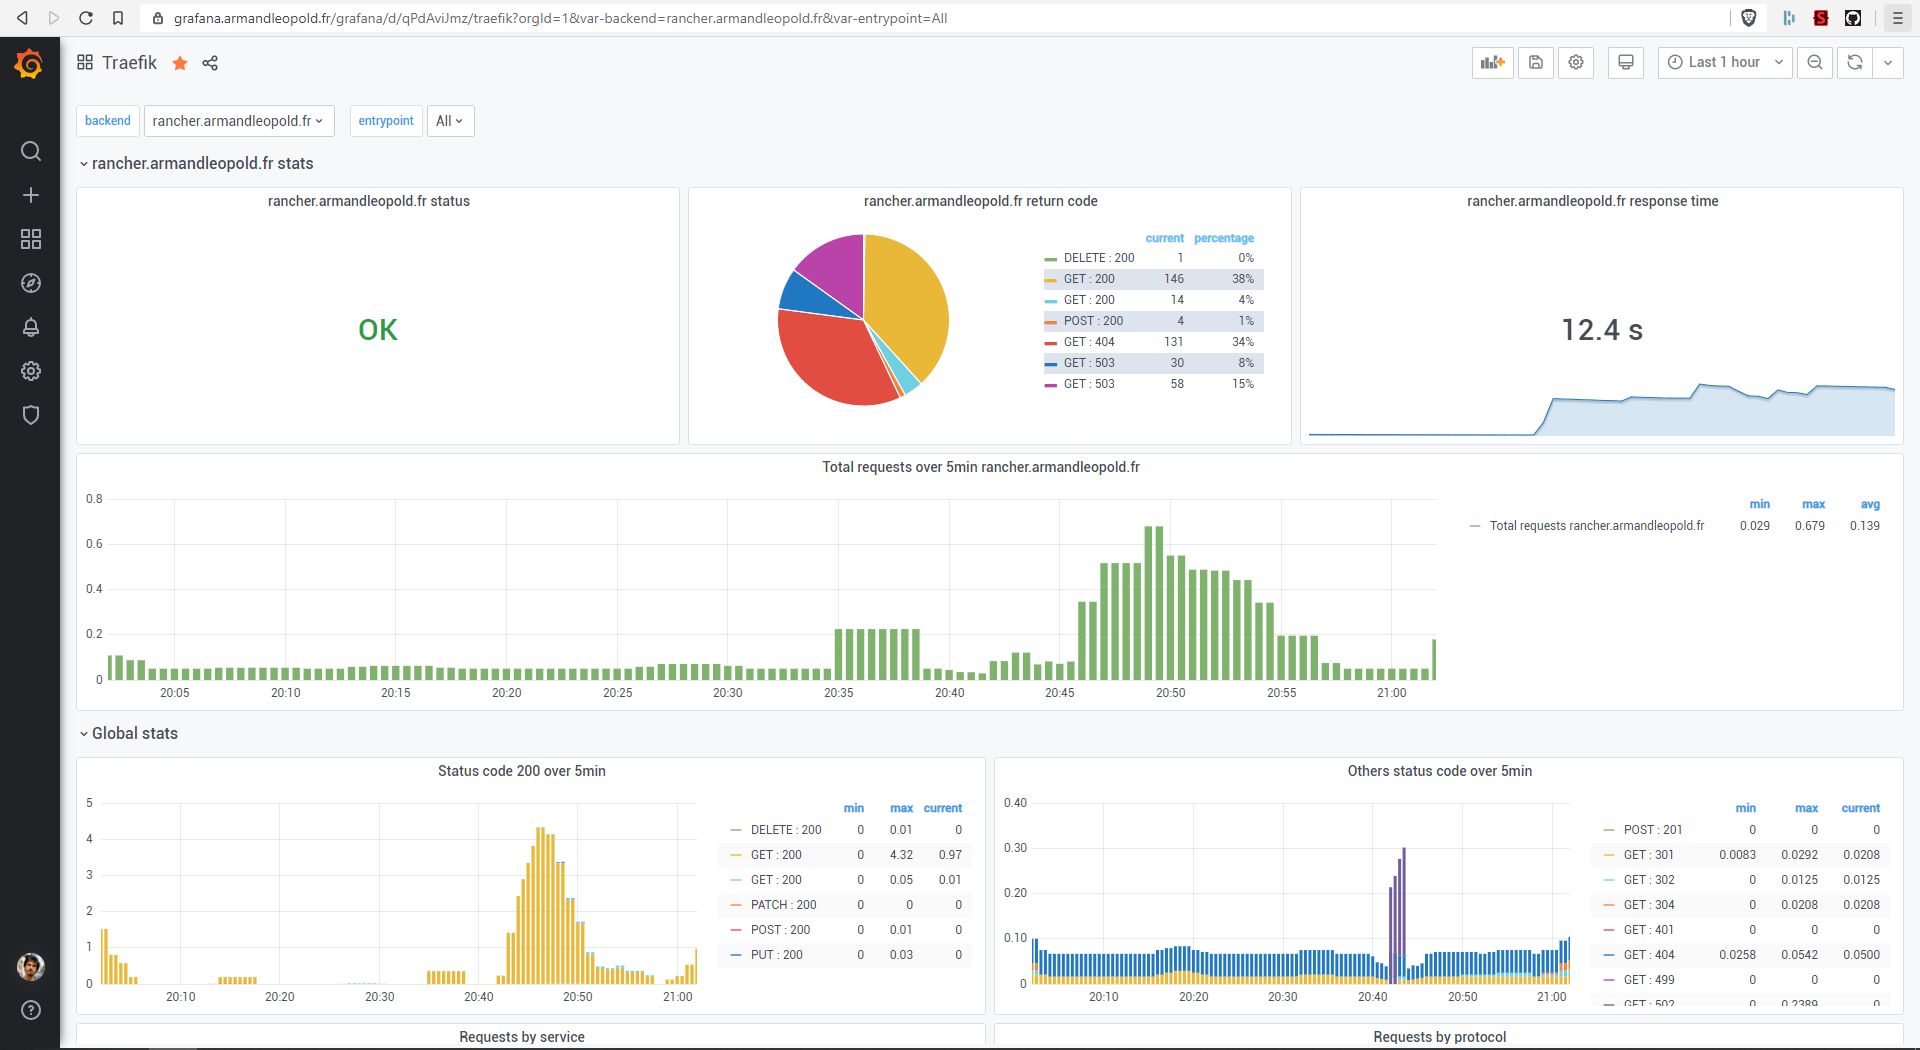 grafana.armandleopold.fr/grafana/d/qPdAviJmz/traefik?orgId=1&var-backend=rancher.armandleopold.fr&var-entrypoint=All
Traefik
Last 1 hour
backend rancher.armandleopold.fr entrypoint All
rancher.armandleopold.fr stats
rancher.armandleopold.fr status
OK
rancher.armandleopold.fr return code
current percentage
DELETE : 200 1 0%
GET : 200 146 38%
GET : 200 14 4%
POST : 200 4 1%
GET : 404 131 34%
GET : 503 30 8%
GET : 503 58 15%
rancher.armandleopold.fr response time
12.4 s
Total requests over 5min rancher.armandleopold.fr
0.8
0.6
0.4
0.2
0
20:05 20:10 20:15 20:20 20:25 20:30 20:35 20:40 20:45 20:50 20:55 21:00
min max avg
Total requests rancher.armandleopold.fr 0.029 0.679 0.139
Global stats
Status code 200 over 5min
5
4
3
2
1
0
20:10 20:20 20:30 20:40 20:50 21:00
min max current
DELETE : 200 0 0.01 0
GET : 200 0 4.32 0.97
GET : 200 0 0.05 0.01
PATCH : 200 0 0 0
POST : 200 0 0.01 0
PUT : 200 0 0.03 0
Others status code over 5min
0.40
0.30
0.20
0.10
0
20:10 20:20 20:30 20:40 20:50 21:00
min max current
POST : 201 0 0 0
GET : 301 0.0083 0.0292 0.0208
GET : 302 0 0.0125 0.0125
GET : 304 0 0.0208 0.0208
GET : 401 0 0 0
GET : 404 0.0258 0.0542 0.0500
GET : 499 0 0 0
GET : 502 0 0.2389 0
Requests by service
Requests by protocol